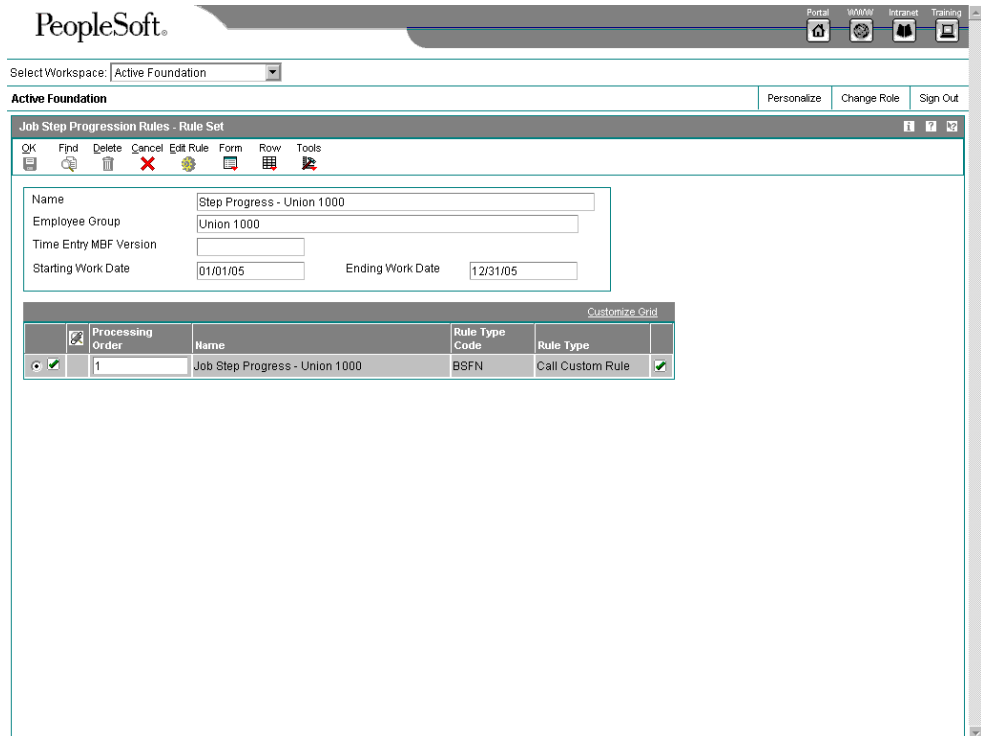 PeopleSoft.
Portal WWW Intranet Training
Select Workspace: Active Foundation
Active Foundation Personalize Change Role Sign Out
Job Step Progression Rules - Rule Set
OK Find Delete Cancel Edit Rule Form Row Tools
Name Step Progress - Union 1000
Employee Group Union 1000
Time Entry MBF Version
Starting Work Date 01/01/05 Ending Work Date 12/31/05
Customize Grid
Processing Order Name Rule Type Code Rule Type
1 Job Step Progress - Union 1000 BSFN Call Custom Rule